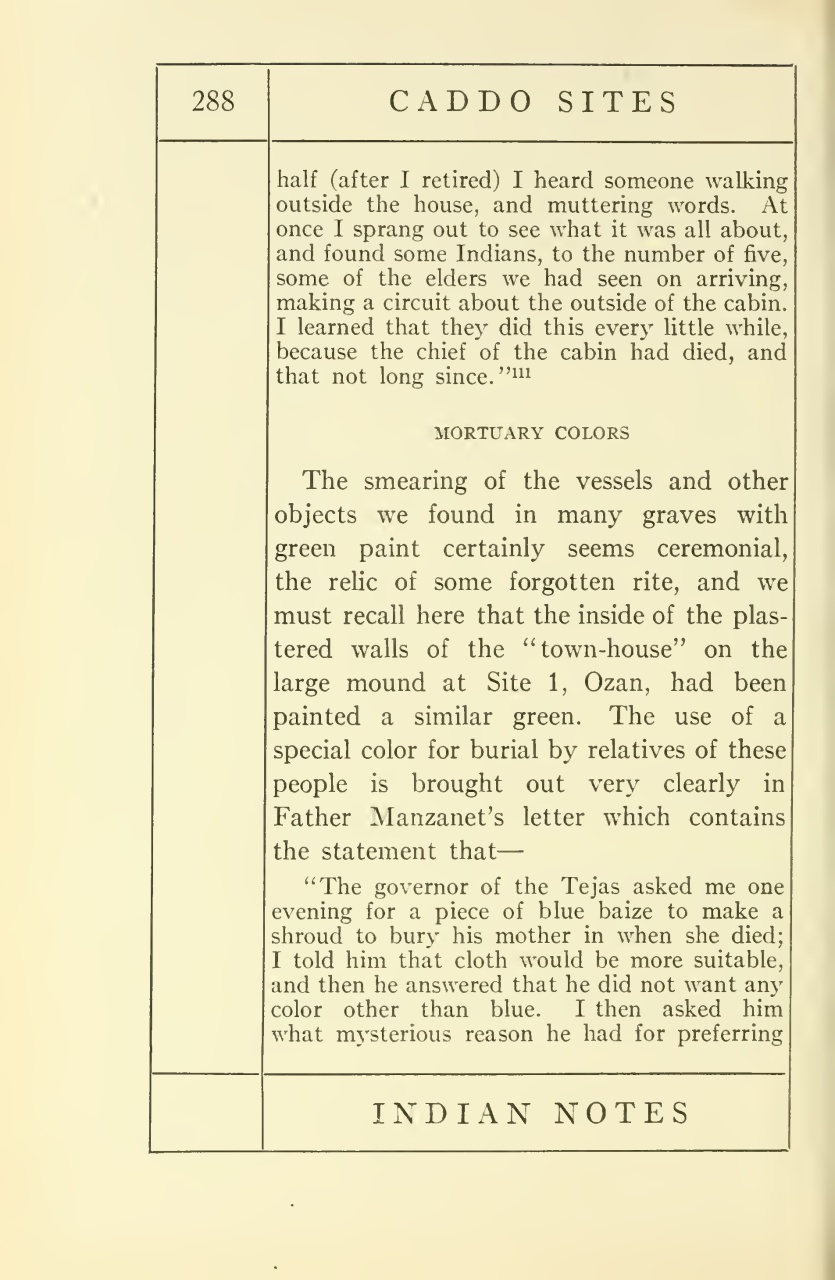 288
CADDO SITES
half (after I retired) I heard someone walking
outside the house, and muttering words. At
once I sprang out to see what it was all about,
and found some Indians, to the number of five,
some of the elders we had seen on arriving,
making a circuit about the outside of the cabin.
I learned that they did this every little while,
because the chief of the cabin had died, and
that not long since."¹¹¹
MORTUARY COLORS
The smearing of the vessels and other
objects we found in many graves with
green paint certainly seems ceremonial,
the relic of some forgotten rite, and we
must recall here that the inside of the plas-
tered walls of the "town-house" on the
large mound at Site 1, Ozan, had been
painted a similar green. The use of a
special color for burial by relatives of these
people is brought out very clearly in
Father Manzanet's letter which contains
the statement that—
"The governor of the Tejas asked me one
evening for a piece of blue baize to make a
shroud to bury his mother in when she died;
I told him that cloth would be more suitable,
and then he answered that he did not want any
color other than blue. I then asked him
what mysterious reason he had for preferring
INDIAN NOTES